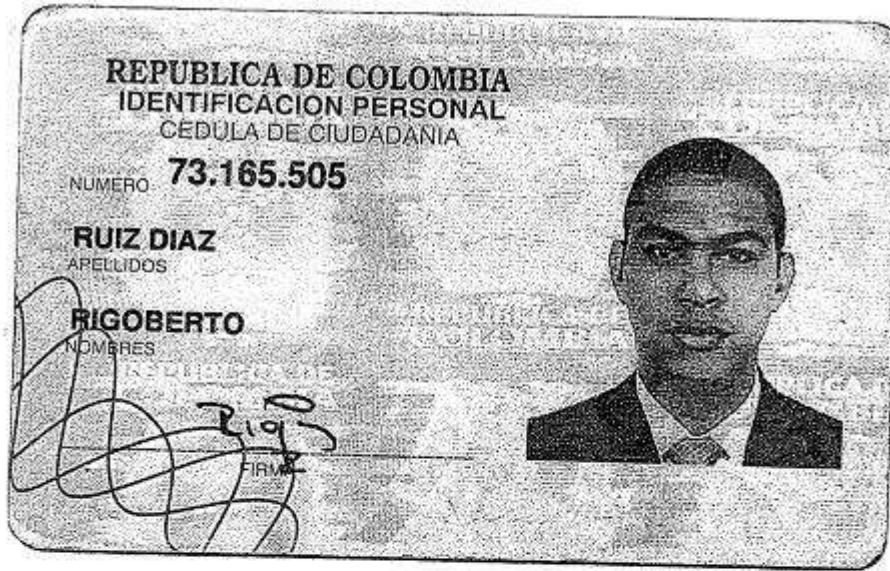 REPUBLICA DE COLOMBIA
IDENTIFICACION PERSONAL
CEDULA DE CIUDADANIA
NUMERO 73.165.505
RUIZ DIAZ
APELLIDOS
RIGOBERTO
NOMBRES
FIRMA